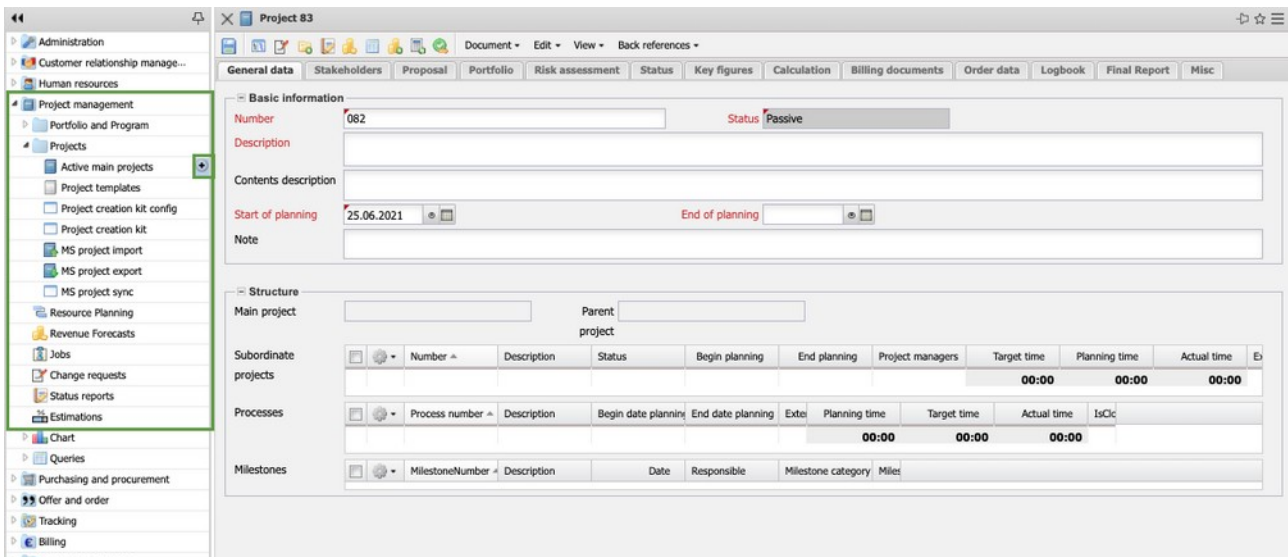 Project 83
Administration
Customer relationship manage...
Human resources
Project management
Portfolio and Program
Projects
Active main projects
Project templates
Project creation kit config
Project creation kit
MS project import
MS project export
MS project sync
Resource Planning
Revenue Forecasts
Jobs
Change requests
Status reports
Estimations
Chart
Queries
Purchasing and procurement
Offer and order
Tracking
Billing
Document Edit View Back references
General data Stakeholders Proposal Portfolio Risk assessment Status Key figures Calculation Billing documents Order data Logbook Final Report Misc
Basic information
Number 082 Status Passive
Description
Contents description
Start of planning 25.06.2021 End of planning
Note
Structure
Main project Parent
project
Subordinate Number Description Status Begin planning End planning Project managers Target time Planning time Actual time
projects 00:00 00:00 00:00
Processes Process number Description Begin date planning End date planning Exte Planning time Target time Actual time IsClo
00:00 00:00 00:00
Milestones MilestoneNumber Description Date Responsible Milestone category Miles